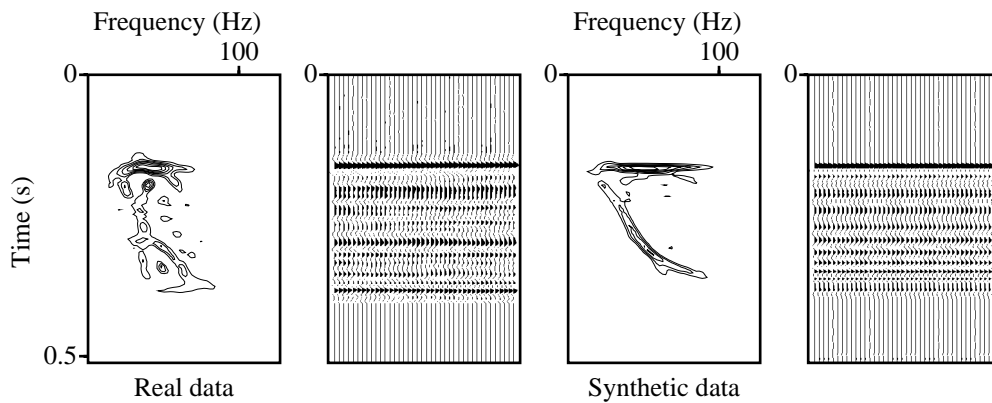 Frequency (Hz)
Frequency (Hz)
100
100
0
0
0
0
Time (s)
0.5
Real data
Synthetic data